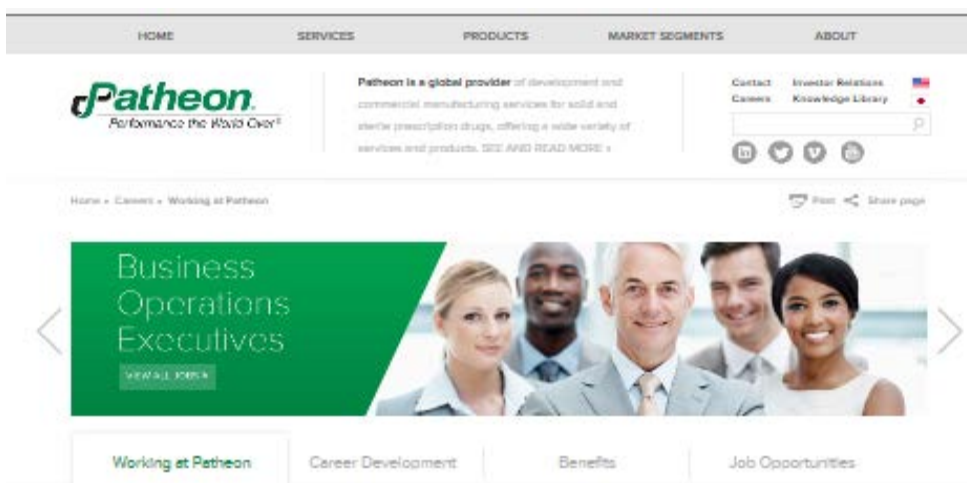 HOME SERVICES PRODUCTS MARKET SEGMENTS ABOUT
Patheon.
Performance the World Over®
Patheon is a global provider of development and
commercial manufacturing services for solid and
sterile prescription drugs, offering a wide variety of
services and products. SEE AND READ MORE »
Contact Investor Relations
Careers Knowledge Library
Home » Careers » Working at Patheon
Print Share page
Business
Operations
Executives
VIEW ALL JOBS »
Working at Patheon Career Development Benefits Job Opportunities